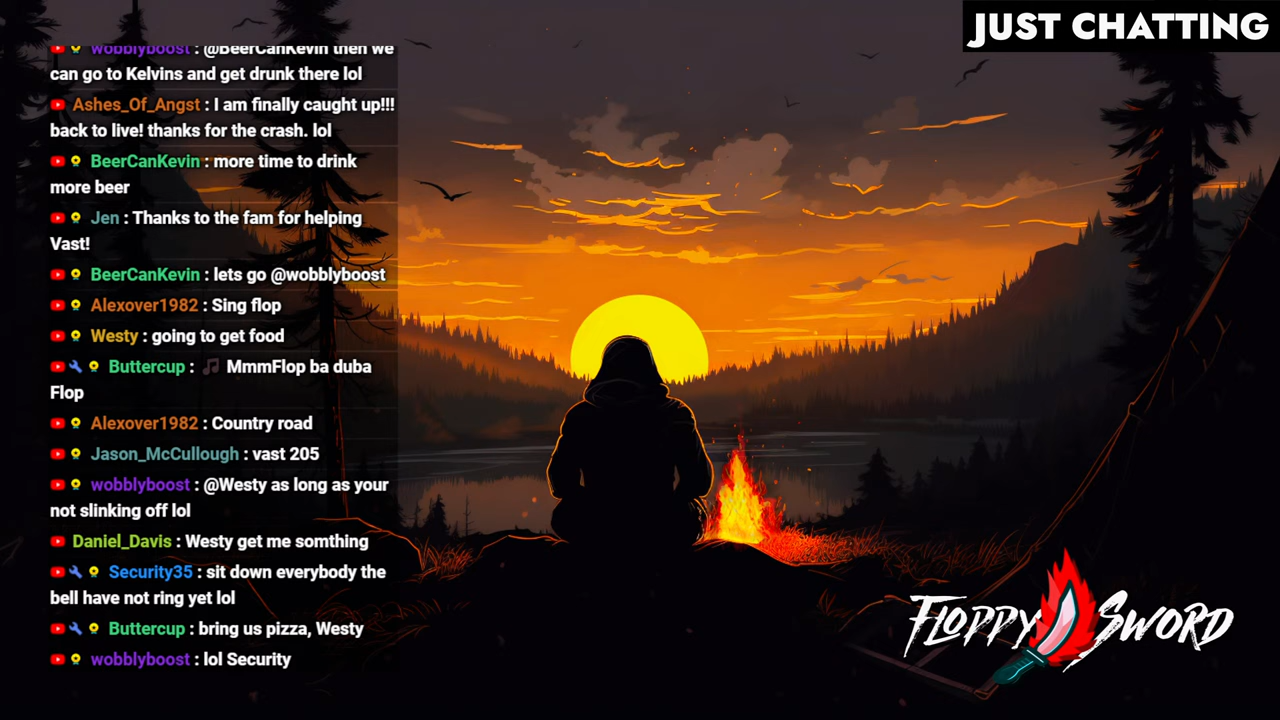 JUST CHATTING
wobblyboost : @BeerCanKevin then we
can go to Kelvins and get drunk there lol
Ashes_Of_Angst : I am finally caught up!!!
back to live! thanks for the crash. lol
BeerCanKevin : more time to drink
more beer
Jen : Thanks to the fam for helping
Vast!
BeerCanKevin : lets go @wobblyboost
Alexover1982 : Sing flop
Westy : going to get food
Buttercup : 🎵 MmmFlop ba duba
Flop
Alexover1982 : Country road
Jason_McCullough : vast 205
wobblyboost : @Westy as long as your
not slinking off lol
Daniel_Davis : Westy get me somthing
Security35 : sit down everybody the
bell have not ring yet lol
Buttercup : bring us pizza, Westy
wobblyboost : lol Security
FLOPPY SWORD